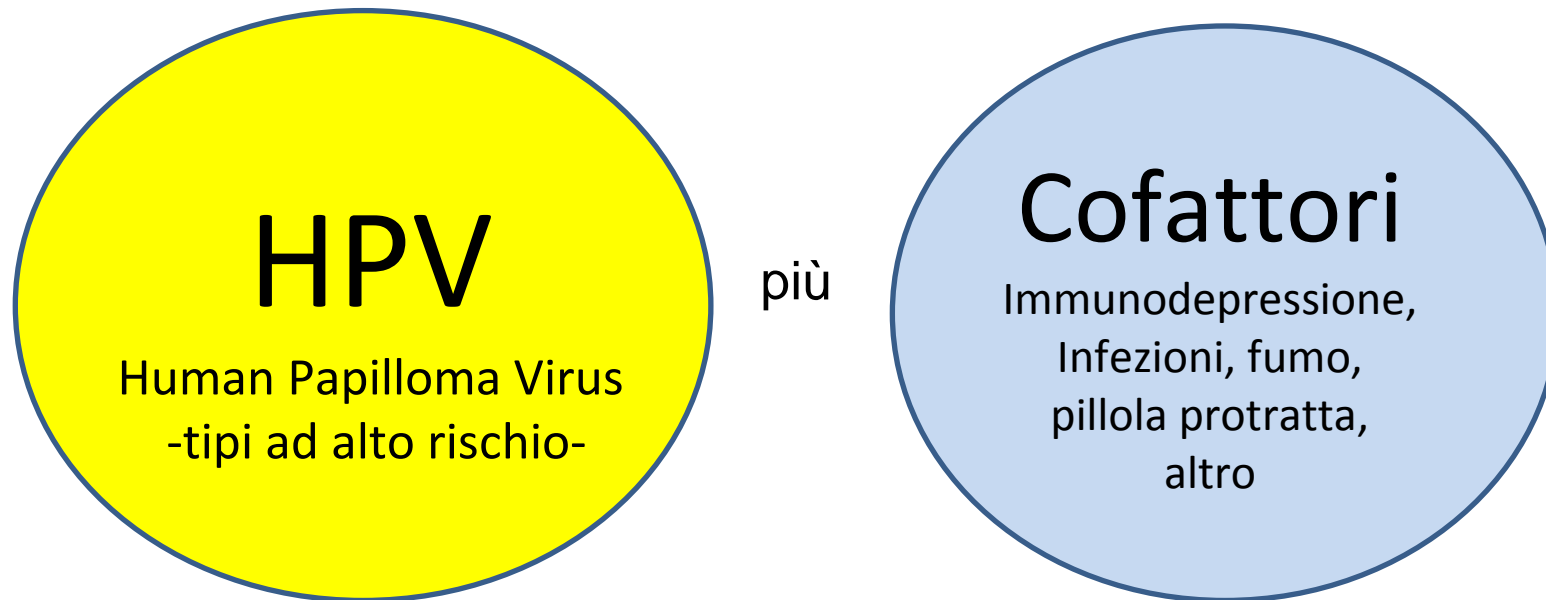 HPV
Human Papilloma Virus
-tipi ad alto rischio-
più
Cofattori
Immunodepressione,
Infezioni, fumo,
pillola protratta,
altro